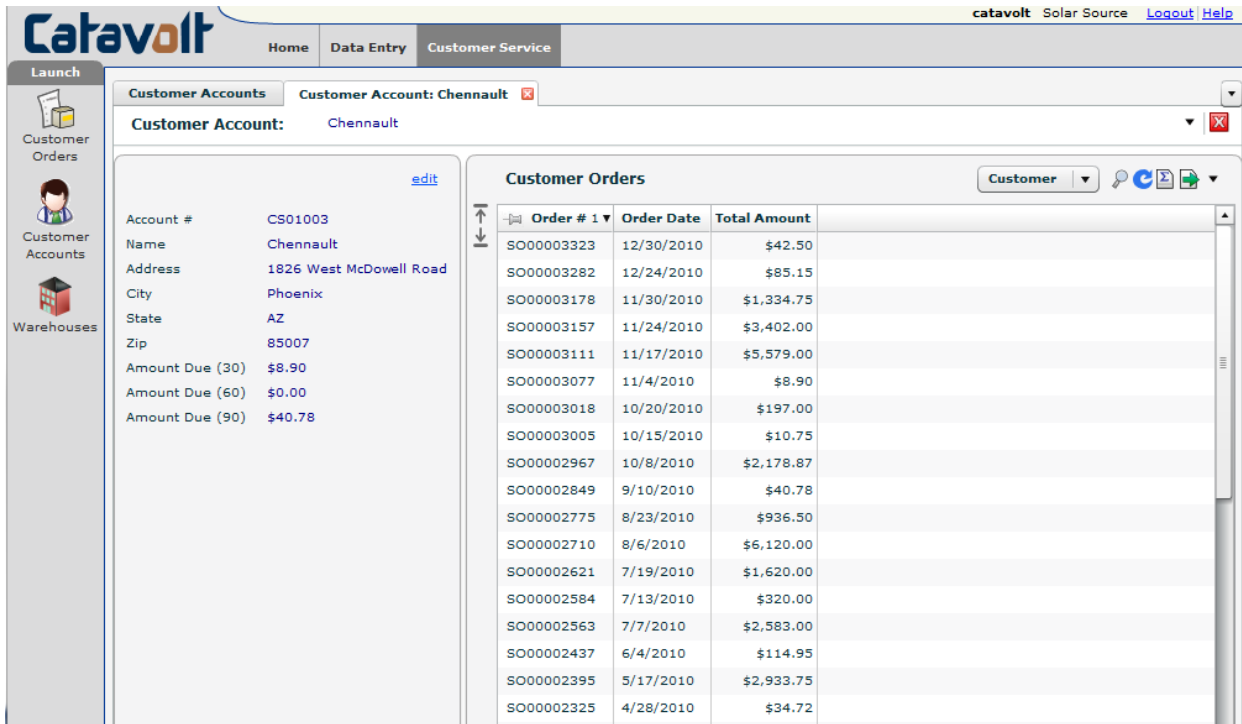 catavolt Solar Source Logout Help
Catavolt
Home Data Entry Customer Service
Launch
Customer Orders
Customer Accounts
Warehouses
Customer Accounts Customer Account: Chennault
Customer Account: Chennault
edit
Account # CS01003
Name Chennault
Address 1826 West McDowell Road
City Phoenix
State AZ
Zip 85007
Amount Due (30) $8.90
Amount Due (60) $0.00
Amount Due (90) $40.78
Customer Orders Customer
Order # 1 Order Date Total Amount
SO00003323 12/30/2010 $42.50
SO00003282 12/24/2010 $85.15
SO00003178 11/30/2010 $1,334.75
SO00003157 11/24/2010 $3,402.00
SO00003111 11/17/2010 $5,579.00
SO00003077 11/4/2010 $8.90
SO00003018 10/20/2010 $197.00
SO00003005 10/15/2010 $10.75
SO00002967 10/8/2010 $2,178.87
SO00002849 9/10/2010 $40.78
SO00002775 8/23/2010 $936.50
SO00002710 8/6/2010 $6,120.00
SO00002621 7/19/2010 $1,620.00
SO00002584 7/13/2010 $320.00
SO00002563 7/7/2010 $2,583.00
SO00002437 6/4/2010 $114.95
SO00002395 5/17/2010 $2,933.75
SO00002325 4/28/2010 $34.72